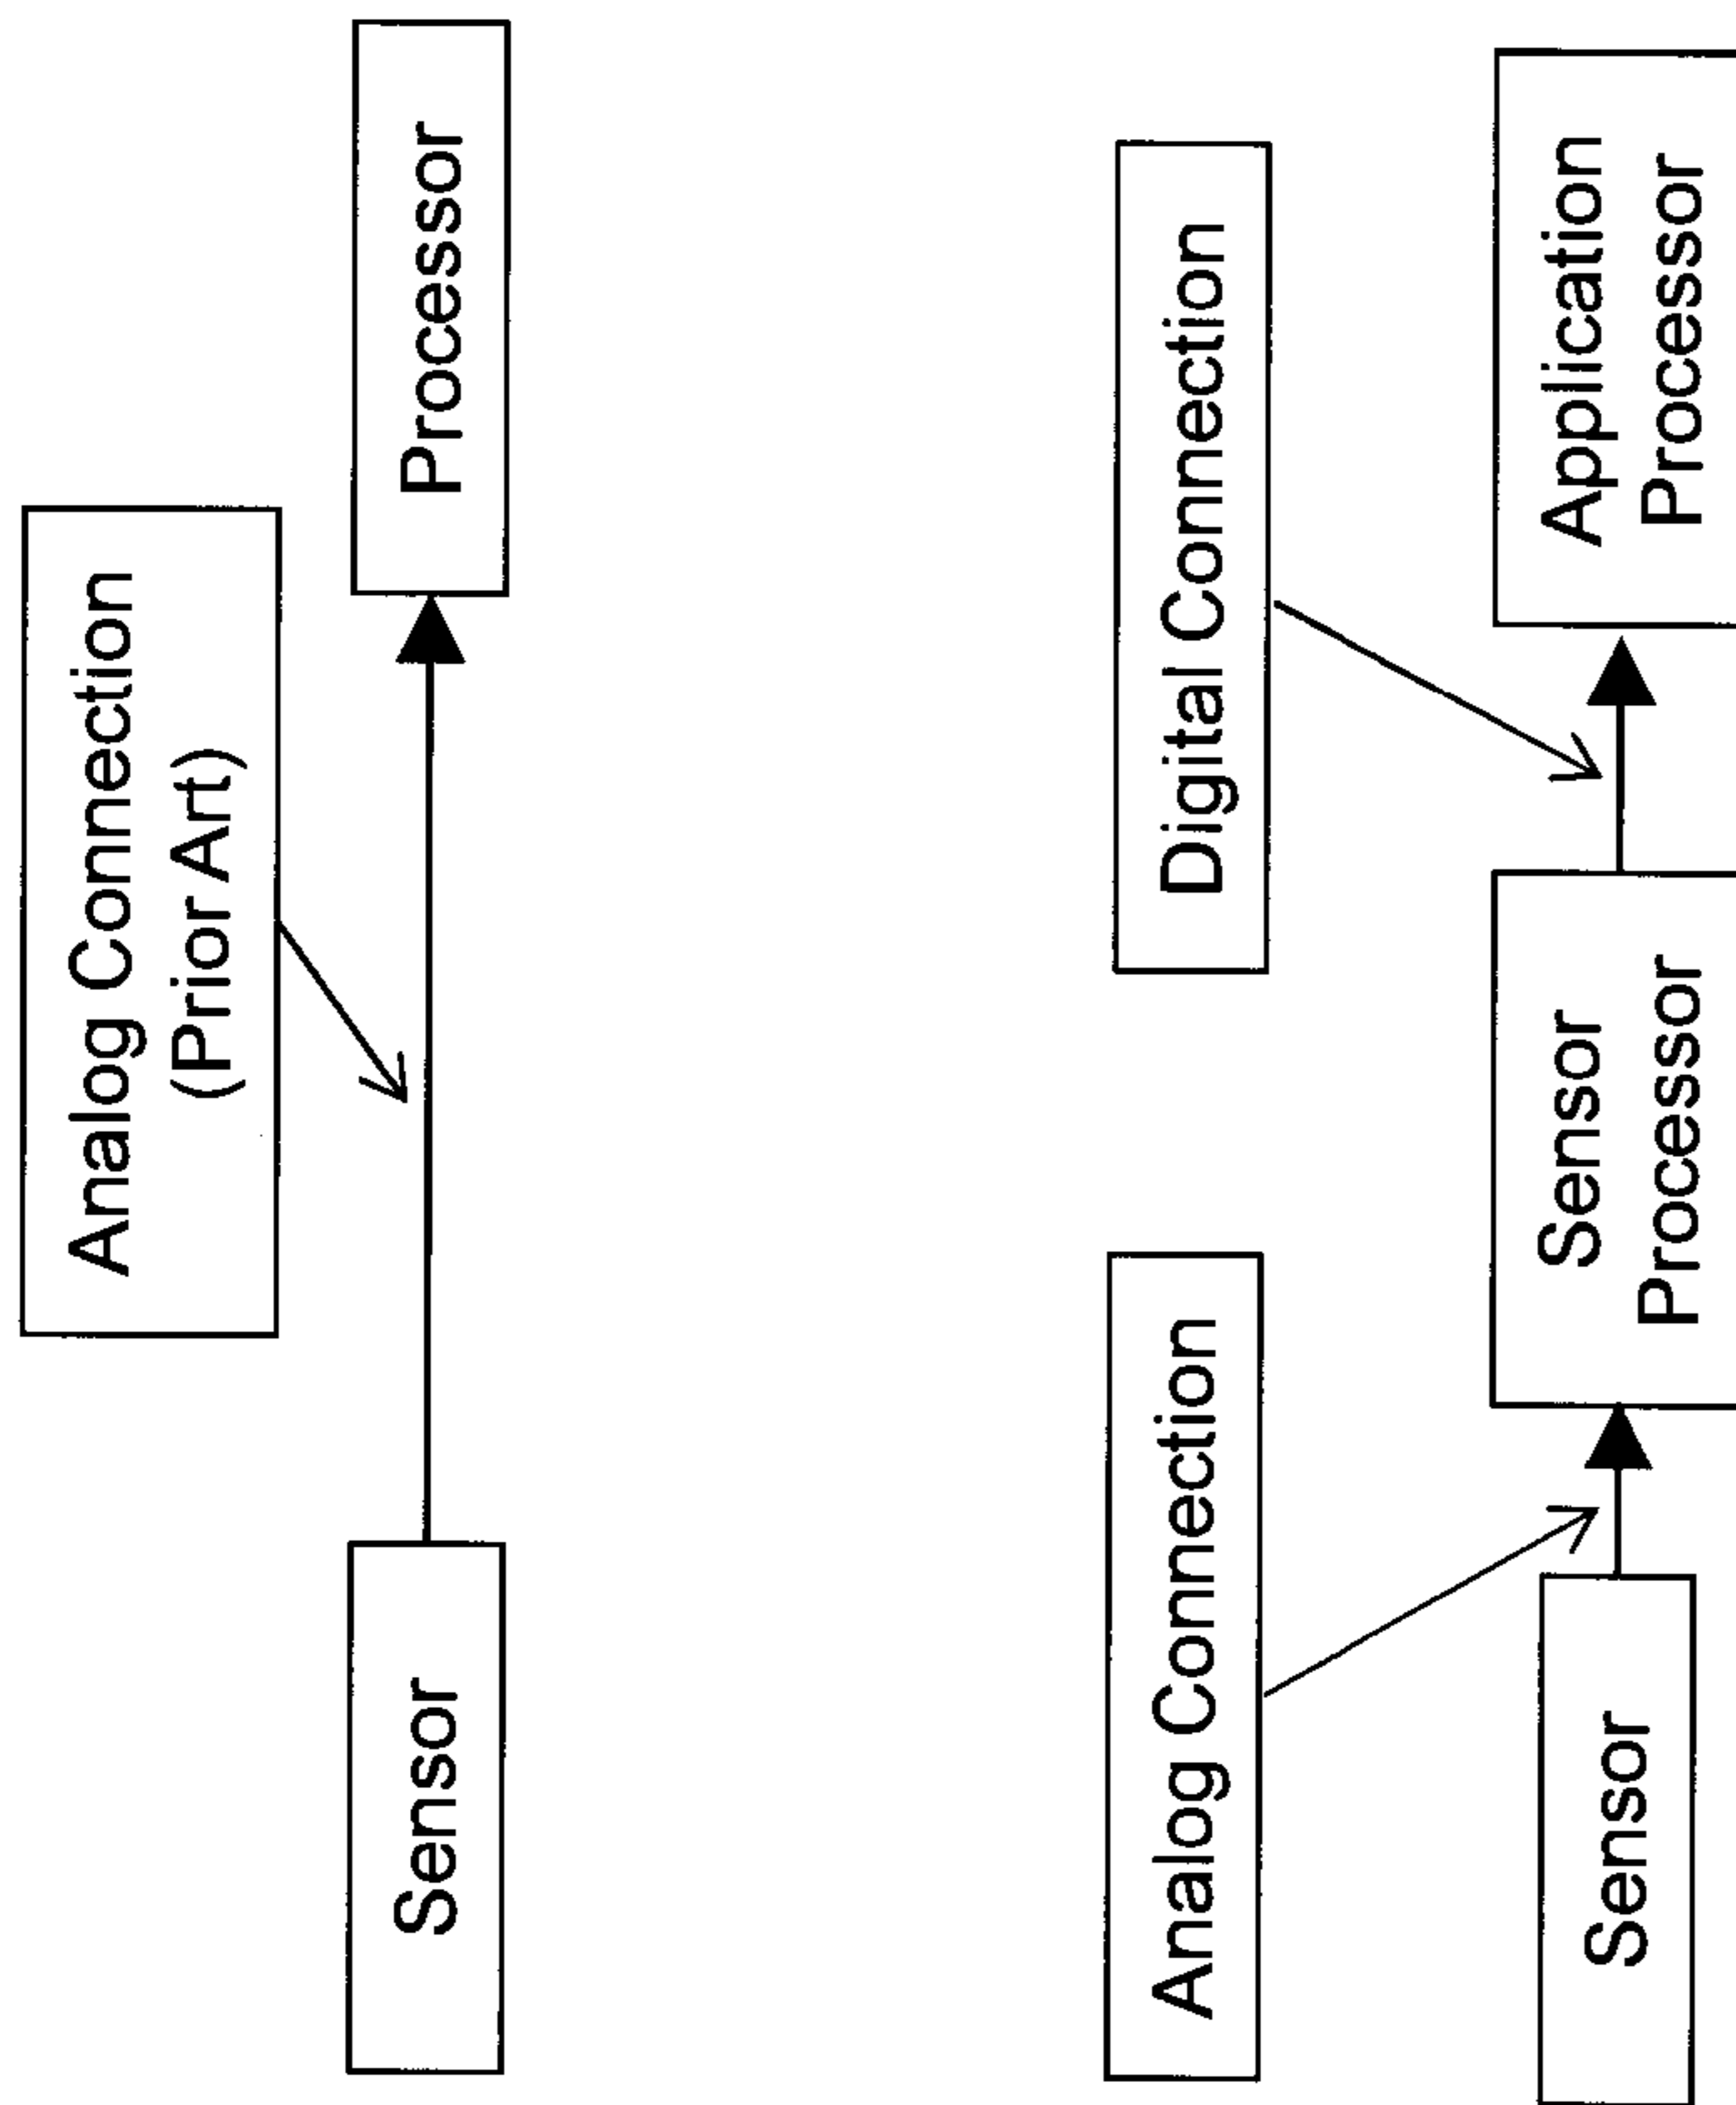 Analog Connection
(Prior Art)
Sensor
Processor
Analog Connection
Digital Connection
Sensor
Sensor
Processor
Application
Processor